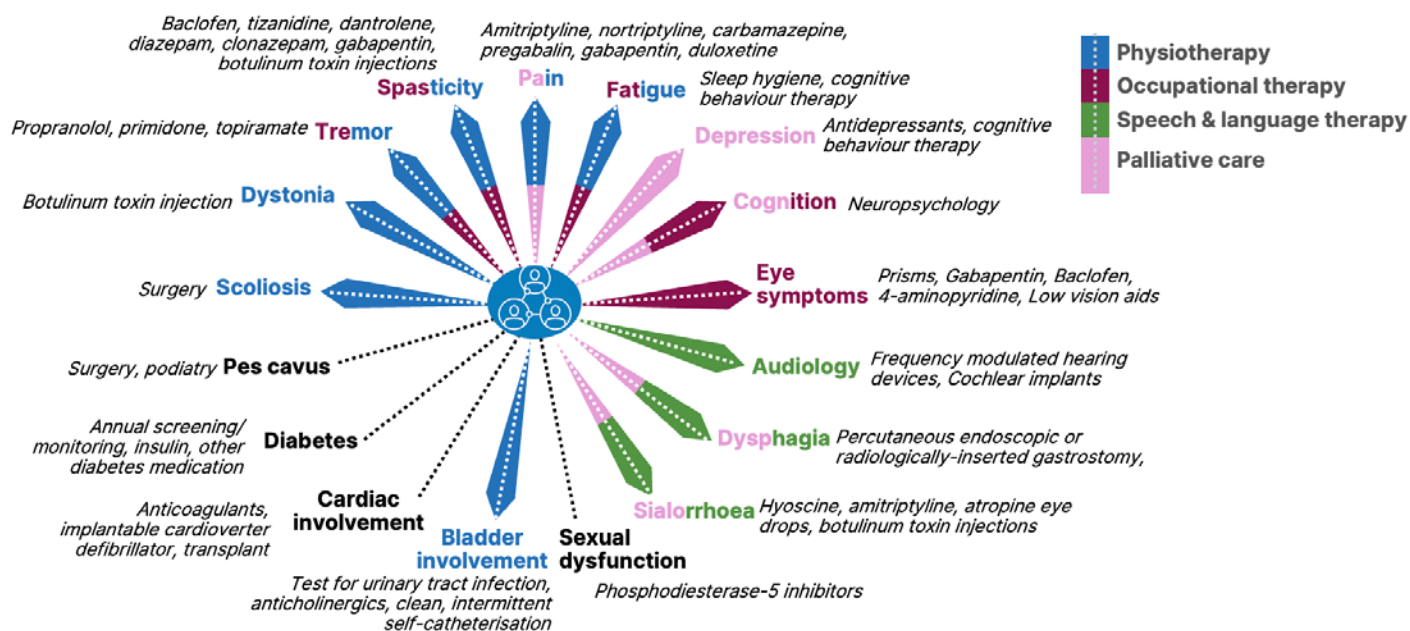 Baclofen, tizanidine, dantrolene,
diazepam, clonazepam, gabapentin,
botulinum toxin injections
Spasticity
Amitriptyline, nortriptyline, carbamazepine,
pregabalin, gabapentin, duloxetine
Pain
Fatigue
Sleep hygiene, cognitive
behaviour therapy
Physiotherapy
Occupational therapy
Speech & language therapy
Palliative care
Propranolol, primidone, topiramate
Tremor
Depression
Antidepressants, cognitive
behaviour therapy
Botulinum toxin injection
Dystonia
Cognition
Neuropsychology
Surgery
Scoliosis
Eye
symptoms
Prisms, Gabapentin, Baclofen,
4-aminopyridine, Low vision aids
Surgery, podiatry
Pes cavus
Audiology
Frequency modulated hearing
devices, Cochlear implants
Annual screening/
monitoring, insulin, other
diabetes medication
Diabetes
Dysphagia
Percutaneous endoscopic or
radiologically-inserted gastrostomy,
Anticoagulants,
implantable cardioverter
defibrillator, transplant
Cardiac
involvement
Sialorrhoea
Hyoscine, amitriptyline, atropine eye
drops, botulinum toxin injections
Bladder
involvement
Test for urinary tract infection,
anticholinergics, clean, intermittent
self-catheterisation
Sexual
dysfunction
Phosphodiesterase-5 inhibitors